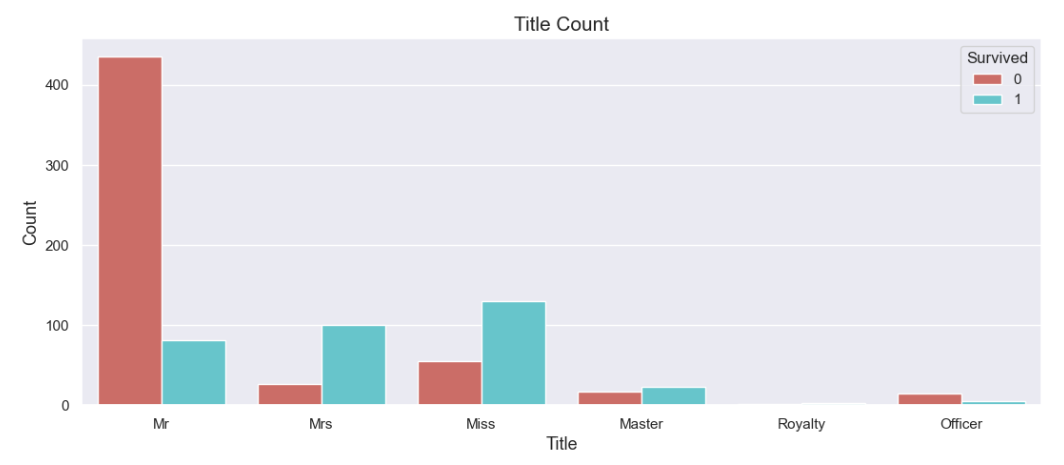 Title Count
Survived
0
1
400
300
200
100
0
Count
Mr Mrs Miss Master Royalty Officer
Title